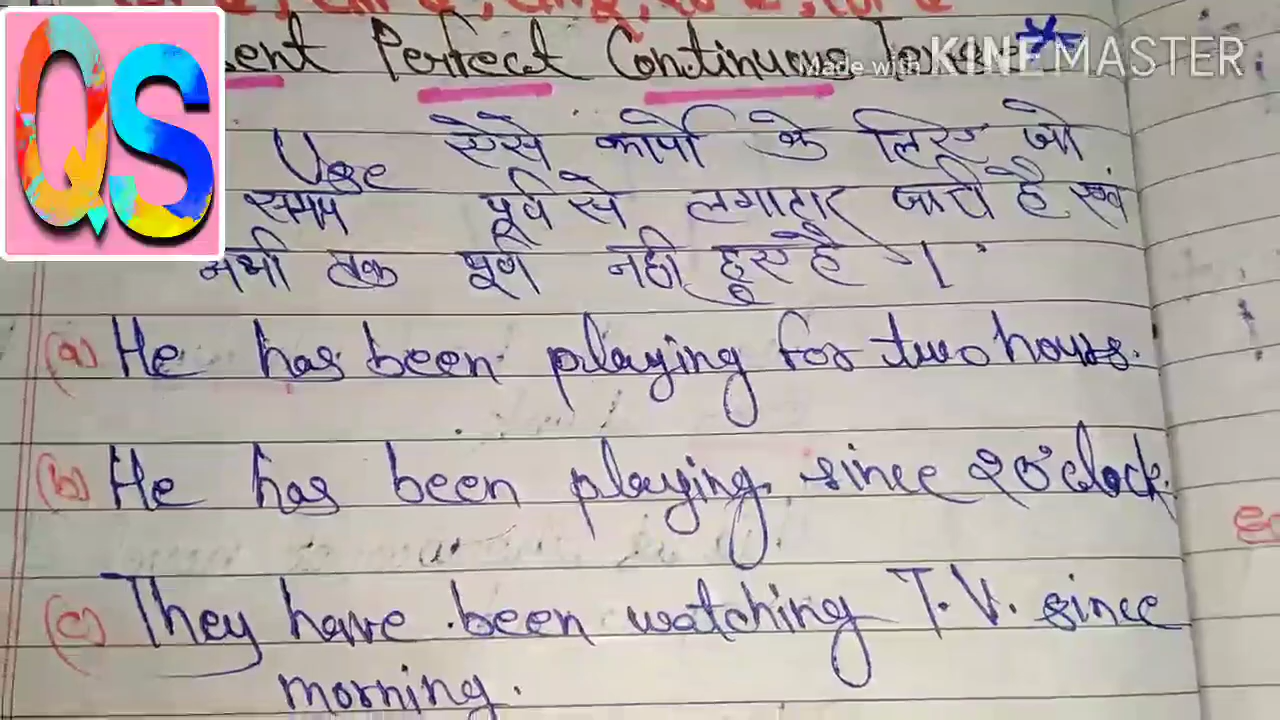 QS
sent Perfect Continuous Tense
Made with KINEMASTER
Use ऐसे कार्यो के लिए जो
समय पूर्व से लगातार जारी है एवं
अभी तक पूर्ण नही हुए है ।
(a) He has been playing for two hours.
(b) He has been playing since 2 o'clock.
(c) They have been watching T.V. since
morning.